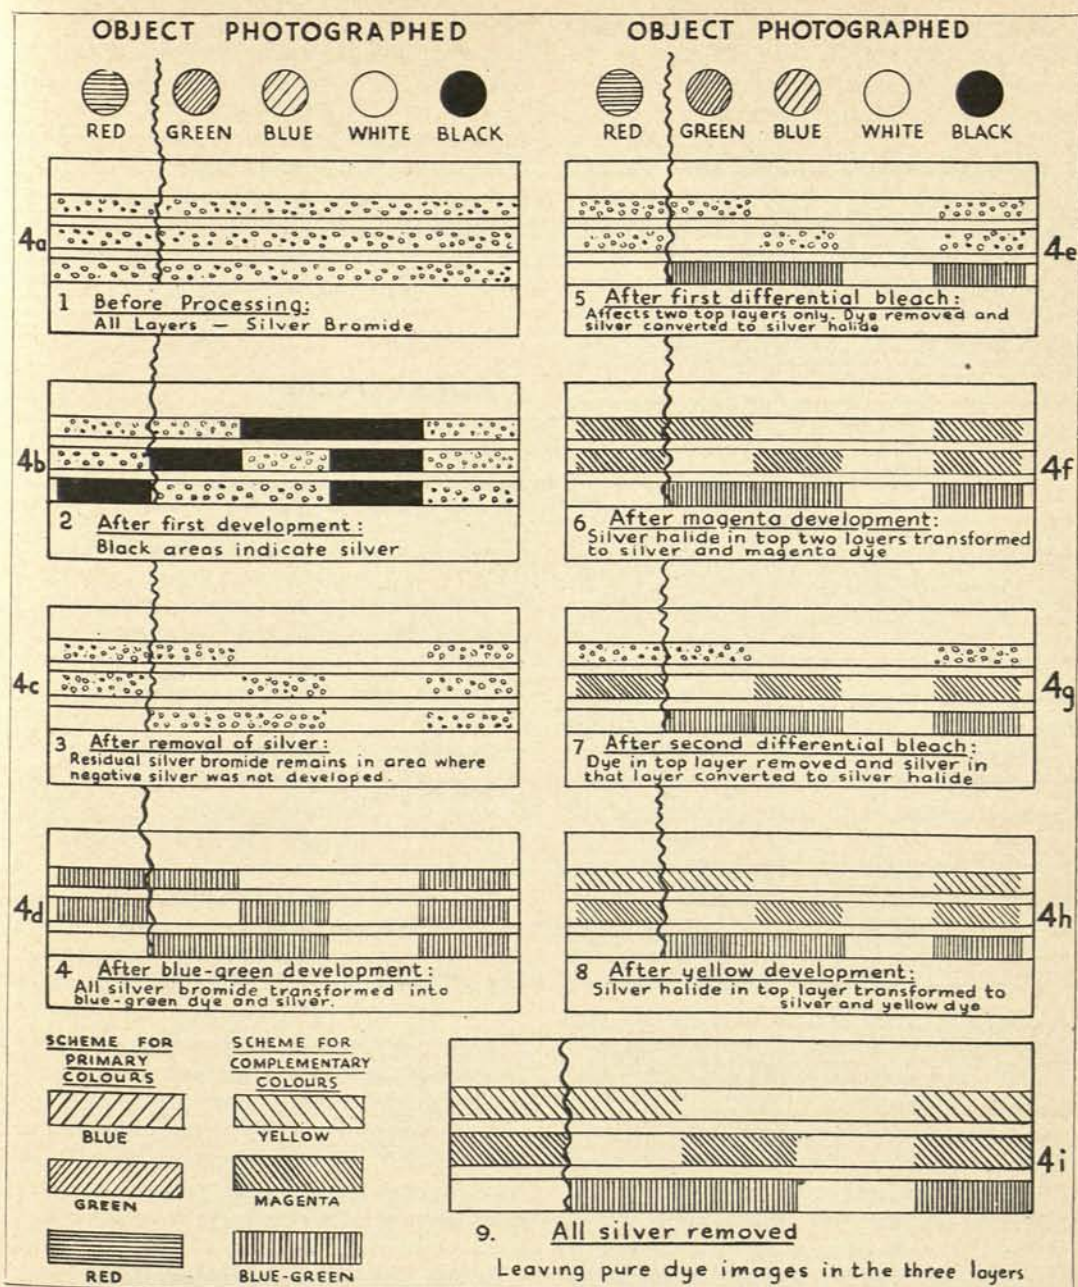 OBJECT PHOTOGRAPHED
RED GREEN BLUE WHITE BLACK
4a
1 Before Processing:
All Layers — Silver Bromide
4b
2 After first development:
Black areas indicate silver
4c
3 After removal of silver:
Residual silver bromide remains in area where
negative silver was not developed.
4d
4 After blue-green development:
All silver bromide transformed into
blue-green dye and silver.
OBJECT PHOTOGRAPHED
RED GREEN BLUE WHITE BLACK
4e
5 After first differential bleach:
Affects two top layers only. Dye removed and
silver converted to silver halide
4f
6 After magenta development:
Silver halide in top two layers transformed
to silver and magenta dye
4g
7 After second differential bleach:
Dye in top layer removed and silver in
that layer converted to silver halide
4h
8 After yellow development:
Silver halide in top layer transformed to
silver and yellow dye
SCHEME FOR
PRIMARY
COLOURS
BLUE
GREEN
RED
SCHEME FOR
COMPLEMENTARY
COLOURS
YELLOW
MAGENTA
BLUE-GREEN
4i
9. All silver removed
Leaving pure dye images in the three layers